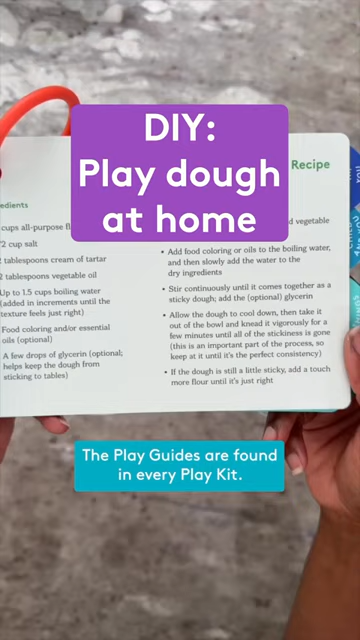 DIY:
Play dough
at home
Recipe
edients
cups all-purpose
/2 cup salt
tablespoons cream of tartar
tablespoons vegetable oil
Up to 1.5 cups boiling water
(added in increments until the
texture feels just right)
Food coloring and/or essential
oils (optional)
A few drops of glycerin (optional;
helps keep the dough from
sticking to tables)
vegetable
• Add food coloring or oils to the boiling water,
and then slowly add the water to the
dry ingredients
• Stir continuously until it comes together as a
sticky dough; add the (optional) glycerin
• Allow the dough to cool down, then take it
out of the bowl and knead it vigorously for a
few minutes until all of the stickiness is gone
(this is an important part of the process, so
keep at it until it's the perfect consistency)
• If the dough is still a little sticky, add a touch
more flour until it's just right
The Play Guides are found
in every Play Kit.